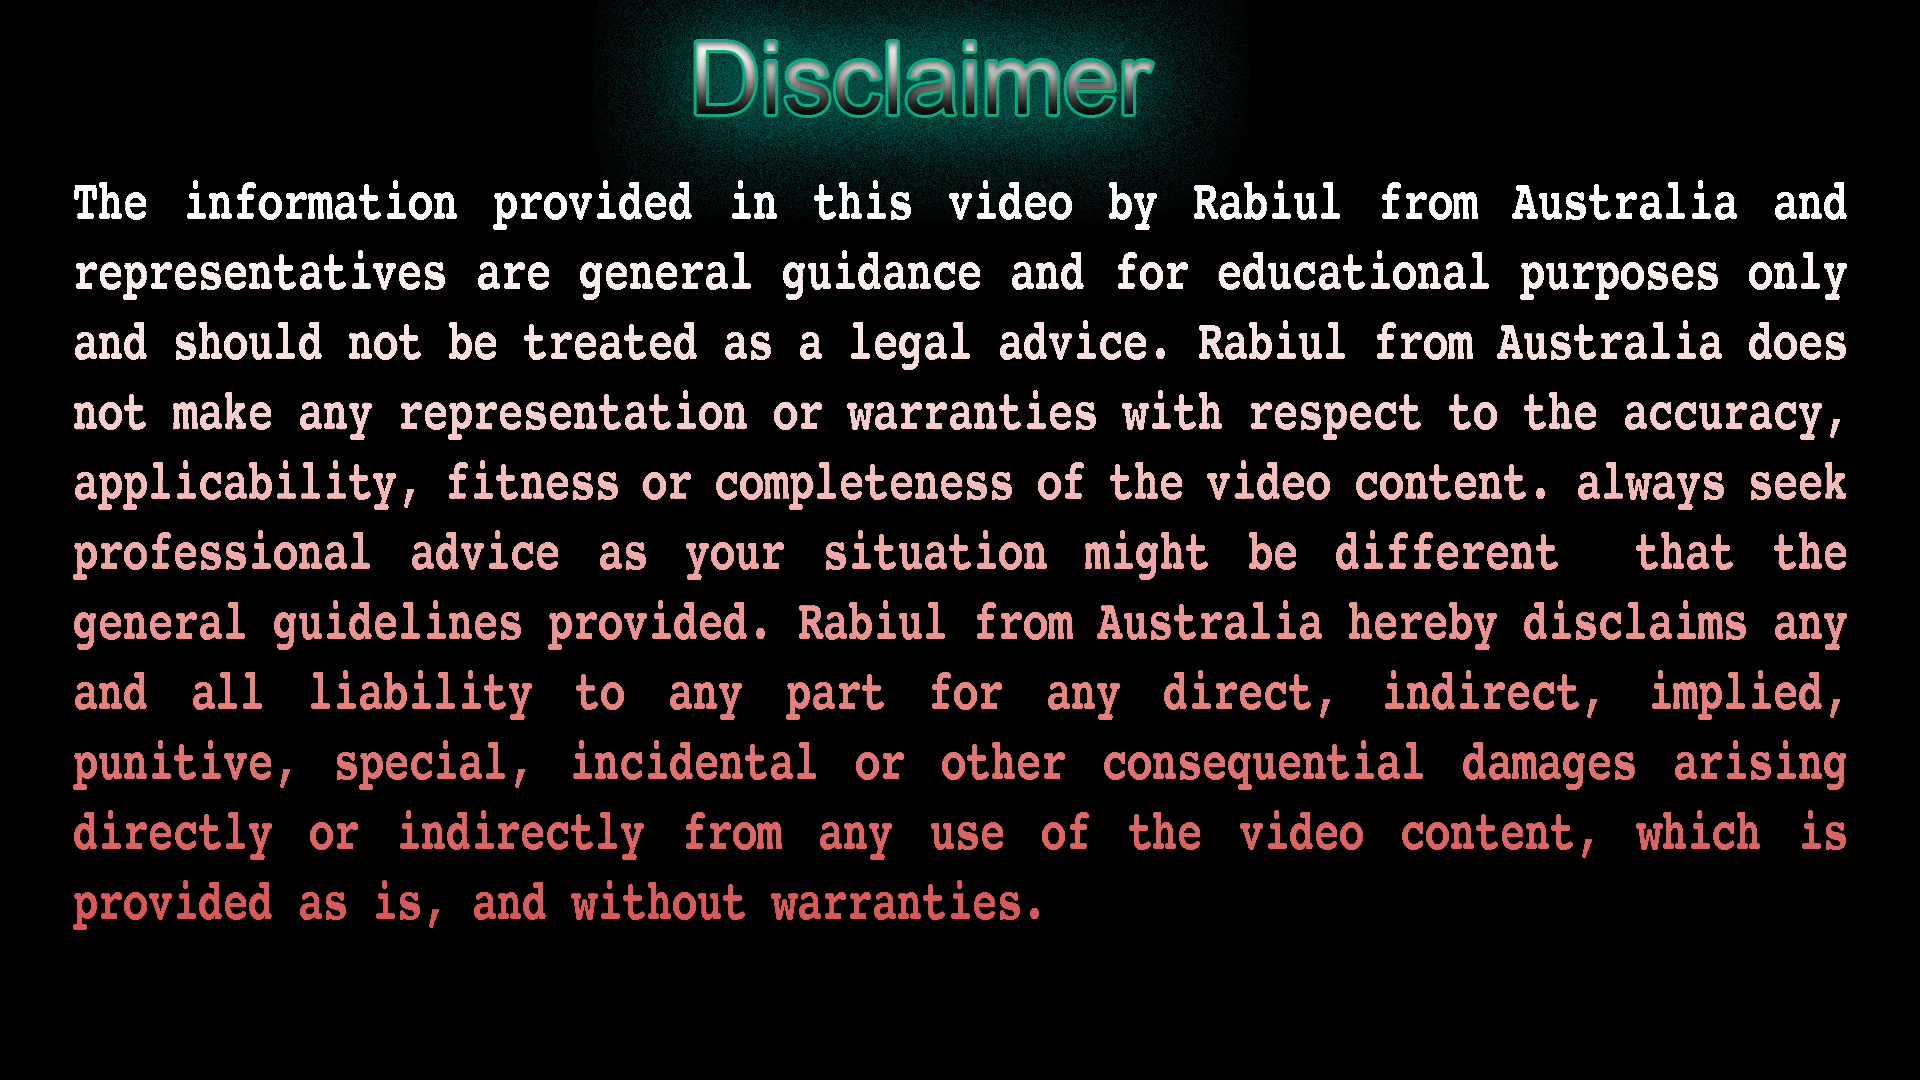 Disclaimer
The information provided in this video by Rabiul from Australia and
representatives are general guidance and for educational purposes only
and should not be treated as a legal advice. Rabiul from Australia does
not make any representation or warranties with respect to the accuracy,
applicability, fitness or completeness of the video content. always seek
professional advice as your situation might be different that the
general guidelines provided. Rabiul from Australia hereby disclaims any
and all liability to any part for any direct, indirect, implied,
punitive, special, incidental or other consequential damages arising
directly or indirectly from any use of the video content, which is
provided as is, and without warranties.